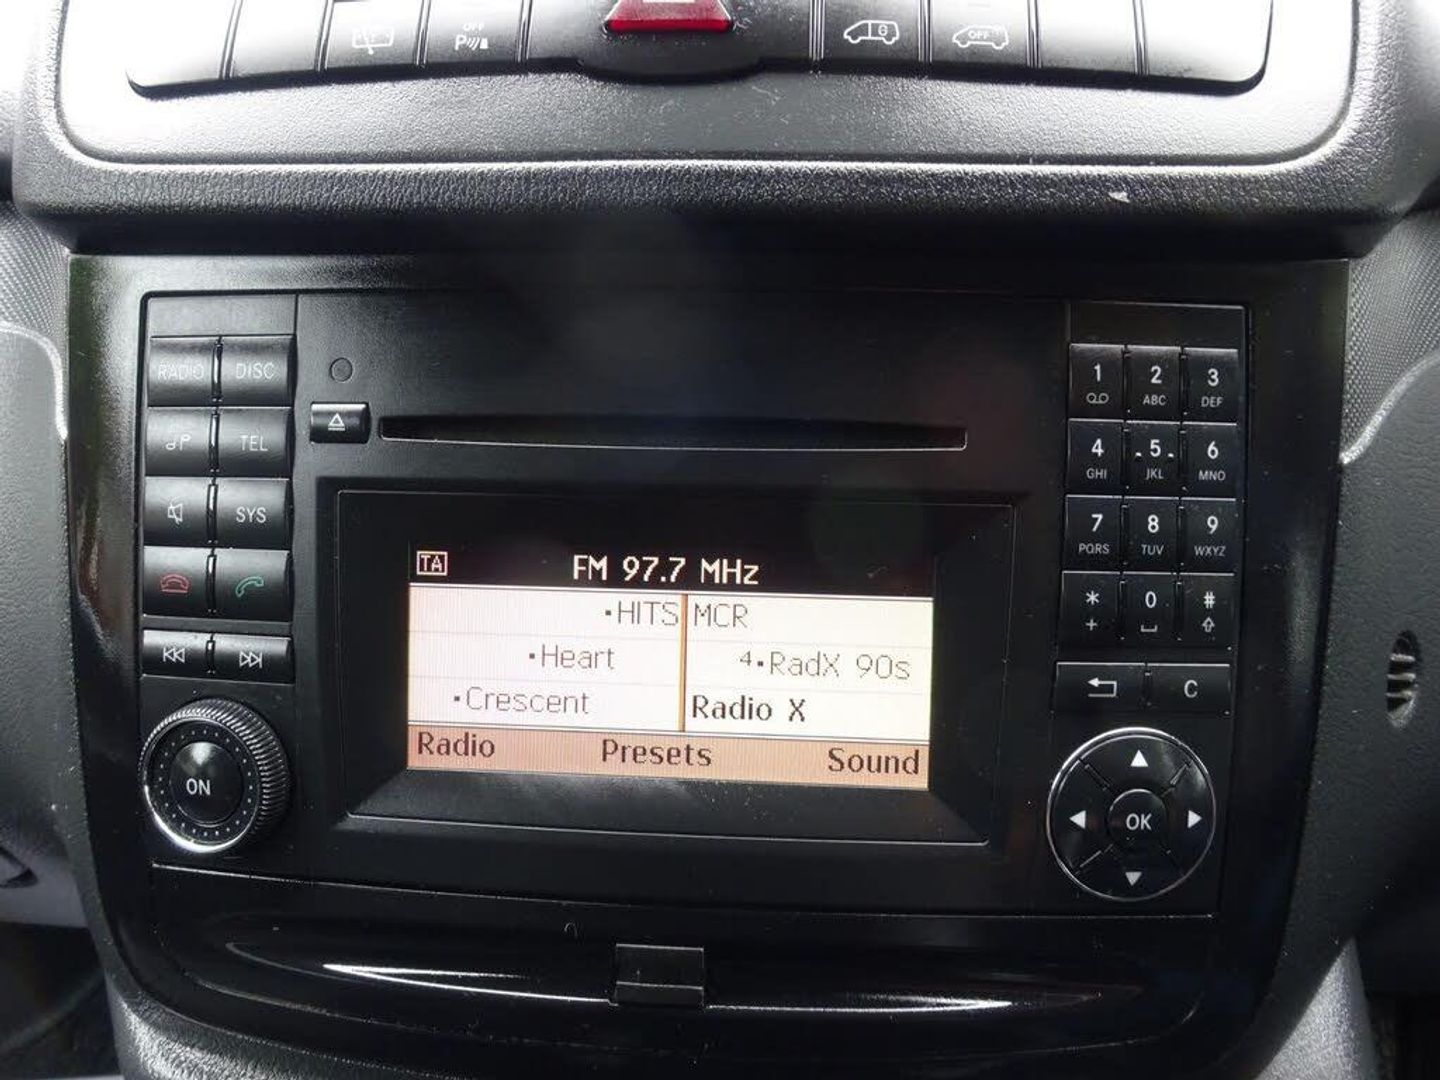 OFF
P
OFF
RADIO DISC
TEL
SYS
TA FM 97.7 MHz
HITS MCR
Heart 4 RadX 90s
Crescent Radio X
Radio Presets Sound
ON
1 2 3
ABC DEF
4 5 6
GHI JKL MNO
7 8 9
PQRS TUV WXYZ
* 0 #
+
C
OK